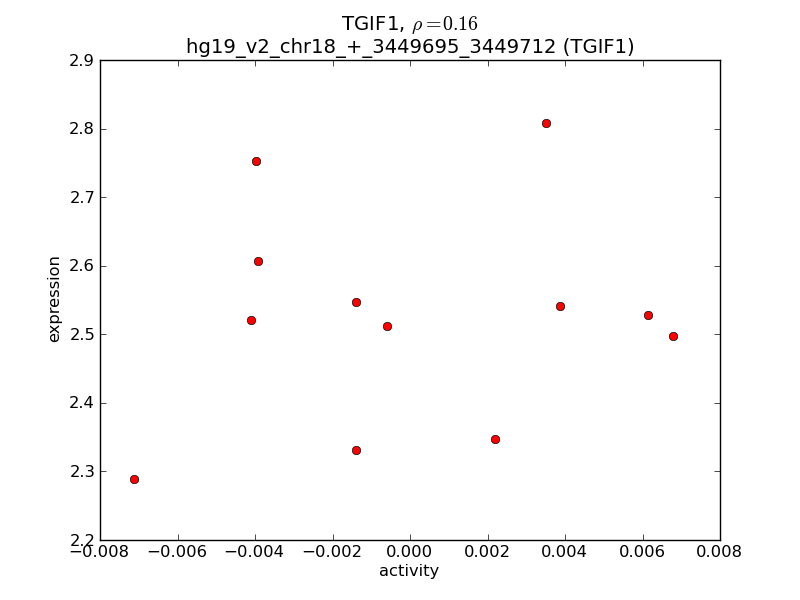 TGIF1, ρ=0.16
hg19_v2_chr18_+_3449695_3449712 (TGIF1)
2.9
2.8
2.7
2.6
2.5
2.4
2.3
2.2
expression
−0.008 −0.006 −0.004 −0.002 0.000 0.002 0.004 0.006 0.008
activity